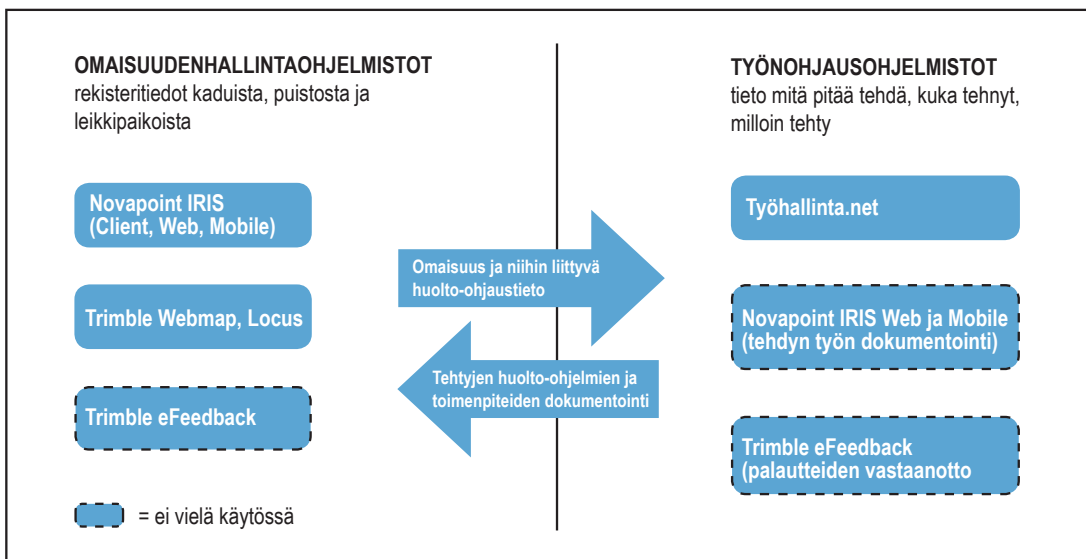 OMAISUUDENHALLINTAOHJELMISTOT
rekisteritiedot kaduista, puistosta ja
leikkipaikoista
Novapoint IRIS
(Client, Web, Mobile)
Trimble Webmap, Locus
Trimble eFeedback
= ei vielä käytössä
Omaisuus ja niihin liittyvä
huolto-ohjaustieto
Tehtyjen huolto-ohjelmien ja
toimenpiteiden dokumentointi
TYÖNOHJAUSOHJELMISTOT
tieto mitä pitää tehdä, kuka tehnyt,
milloin tehty
Työhallinta.net
Novapoint IRIS Web ja Mobile
(tehdyn työn dokumentointi)
Trimble eFeedback
(palautteiden vastaanotto